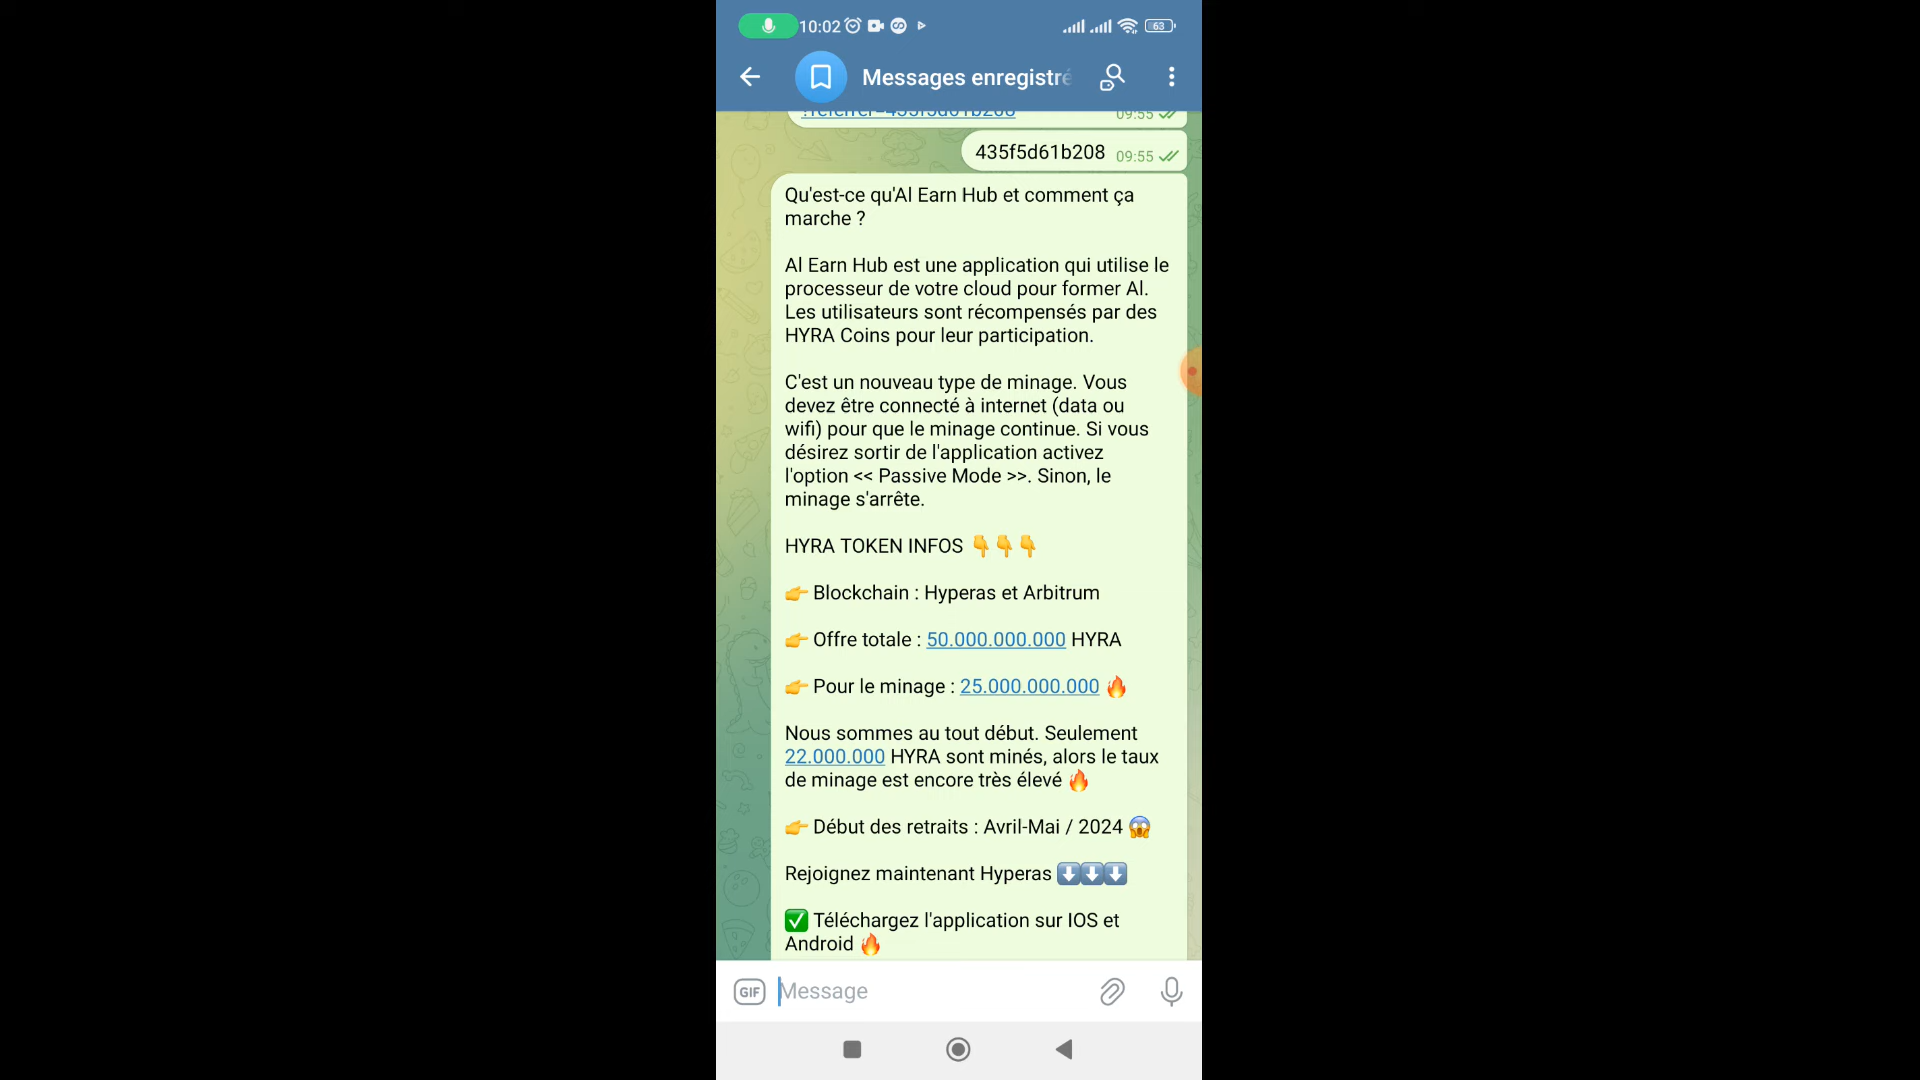 10:02
63
Messages enregistré
?referrer=435f5d61b208
09:55
435f5d61b208 09:55
Qu'est-ce qu'Al Earn Hub et comment ça
marche ?
Al Earn Hub est une application qui utilise le
processeur de votre cloud pour former Al.
Les utilisateurs sont récompensés par des
HYRA Coins pour leur participation.
C'est un nouveau type de minage. Vous
devez être connecté à internet (data ou
wifi) pour que le minage continue. Si vous
désirez sortir de l'application activez
l'option << Passive Mode >>. Sinon, le
minage s'arrête.
HYRA TOKEN INFOS 👇👇👇
👉 Blockchain : Hyperas et Arbitrum
👉 Offre totale : 50.000.000.000 HYRA
👉 Pour le minage : 25.000.000.000 🔥
Nous sommes au tout début. Seulement
22.000.000 HYRA sont minés, alors le taux
de minage est encore très élevé 🔥
👉 Début des retraits : Avril-Mai / 2024 😱
Rejoignez maintenant Hyperas ⬇️⬇️⬇️
✅ Téléchargez l'application sur IOS et
Android 🔥
GIF Message